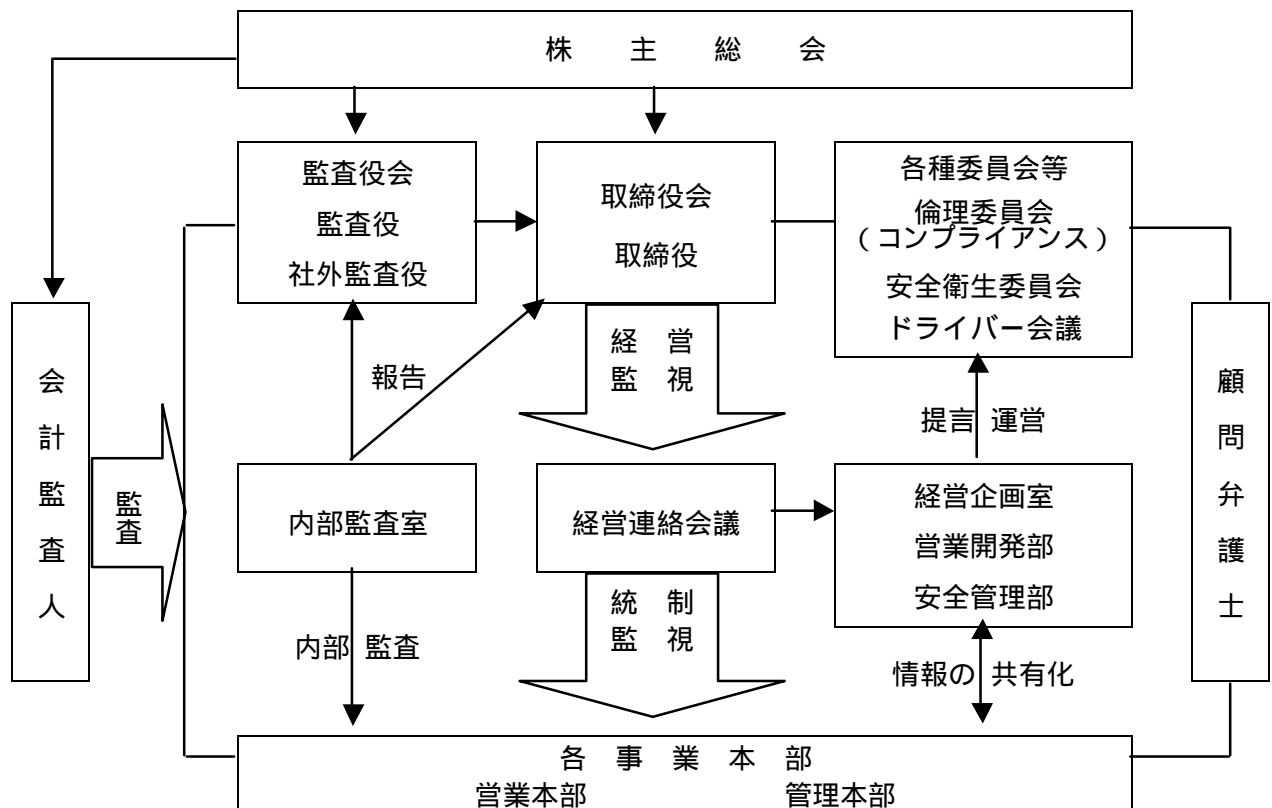 株 主 総 会
監査役会
監査役
社外監査役
取締役会
取締役
各種委員会等
倫理委員会
（コンプライアンス）
安全衛生委員会
ドライバー会議
報告
経 営
監 視
提言 運営
会計監査人
監査
顧問弁護士
内部監査室
経営連絡会議
経営企画室
営業開発部
安全管理部
内部 監査
統 制
監 視
情報の 共有化
各 事 業 本 部
営業本部 管理本部